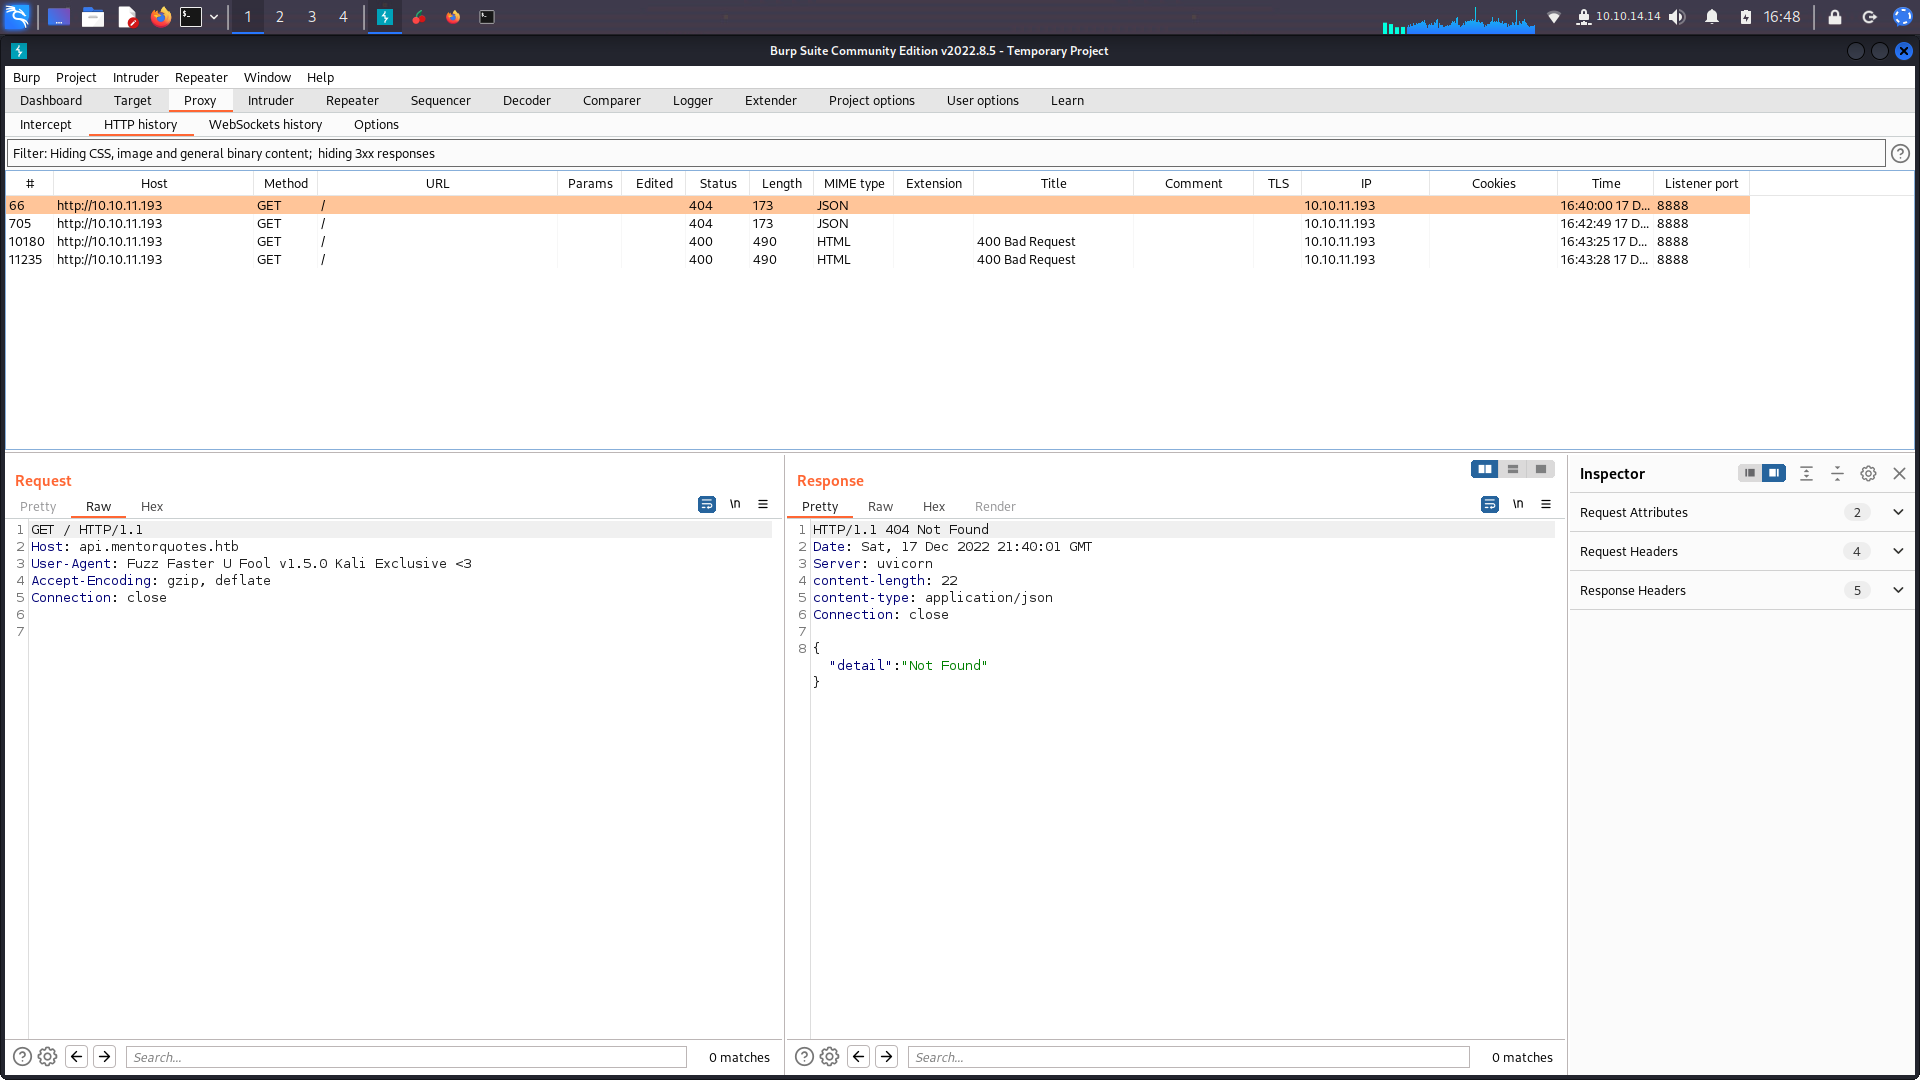 1 2 3 4 10.10.14.14 16:48
Burp Suite Community Edition v2022.8.5 - Temporary Project
Burp Project Intruder Repeater Window Help
Dashboard Target Proxy Intruder Repeater Sequencer Decoder Comparer Logger Extender Project options User options Learn
Intercept HTTP history WebSockets history Options
Filter: Hiding CSS, image and general binary content; hiding 3xx responses ?
# Host Method URL Params Edited Status Length MIME type Extension Title Comment TLS IP Cookies Time Listener port
66 http://10.10.11.193 GET / 404 173 JSON 10.10.11.193 16:40:00 17 D... 8888
705 http://10.10.11.193 GET / 404 173 JSON 10.10.11.193 16:42:49 17 D... 8888
10180 http://10.10.11.193 GET / 400 490 HTML 400 Bad Request 10.10.11.193 16:43:25 17 D... 8888
11235 http://10.10.11.193 GET / 400 490 HTML 400 Bad Request 10.10.11.193 16:43:28 17 D... 8888
Request
Pretty Raw Hex \n
1 GET / HTTP/1.1
2 Host: api.mentorquotes.htb
3 User-Agent: Fuzz Faster U Fool v1.5.0 Kali Exclusive <3
4 Accept-Encoding: gzip, deflate
5 Connection: close
6
7
? Search... 0 matches
Response
Pretty Raw Hex Render \n
1 HTTP/1.1 404 Not Found
2 Date: Sat, 17 Dec 2022 21:40:01 GMT
3 Server: uvicorn
4 content-length: 22
5 content-type: application/json
6 Connection: close
7
8 {
"detail":"Not Found"
}
? Search... 0 matches
Inspector
Request Attributes 2
Request Headers 4
Response Headers 5